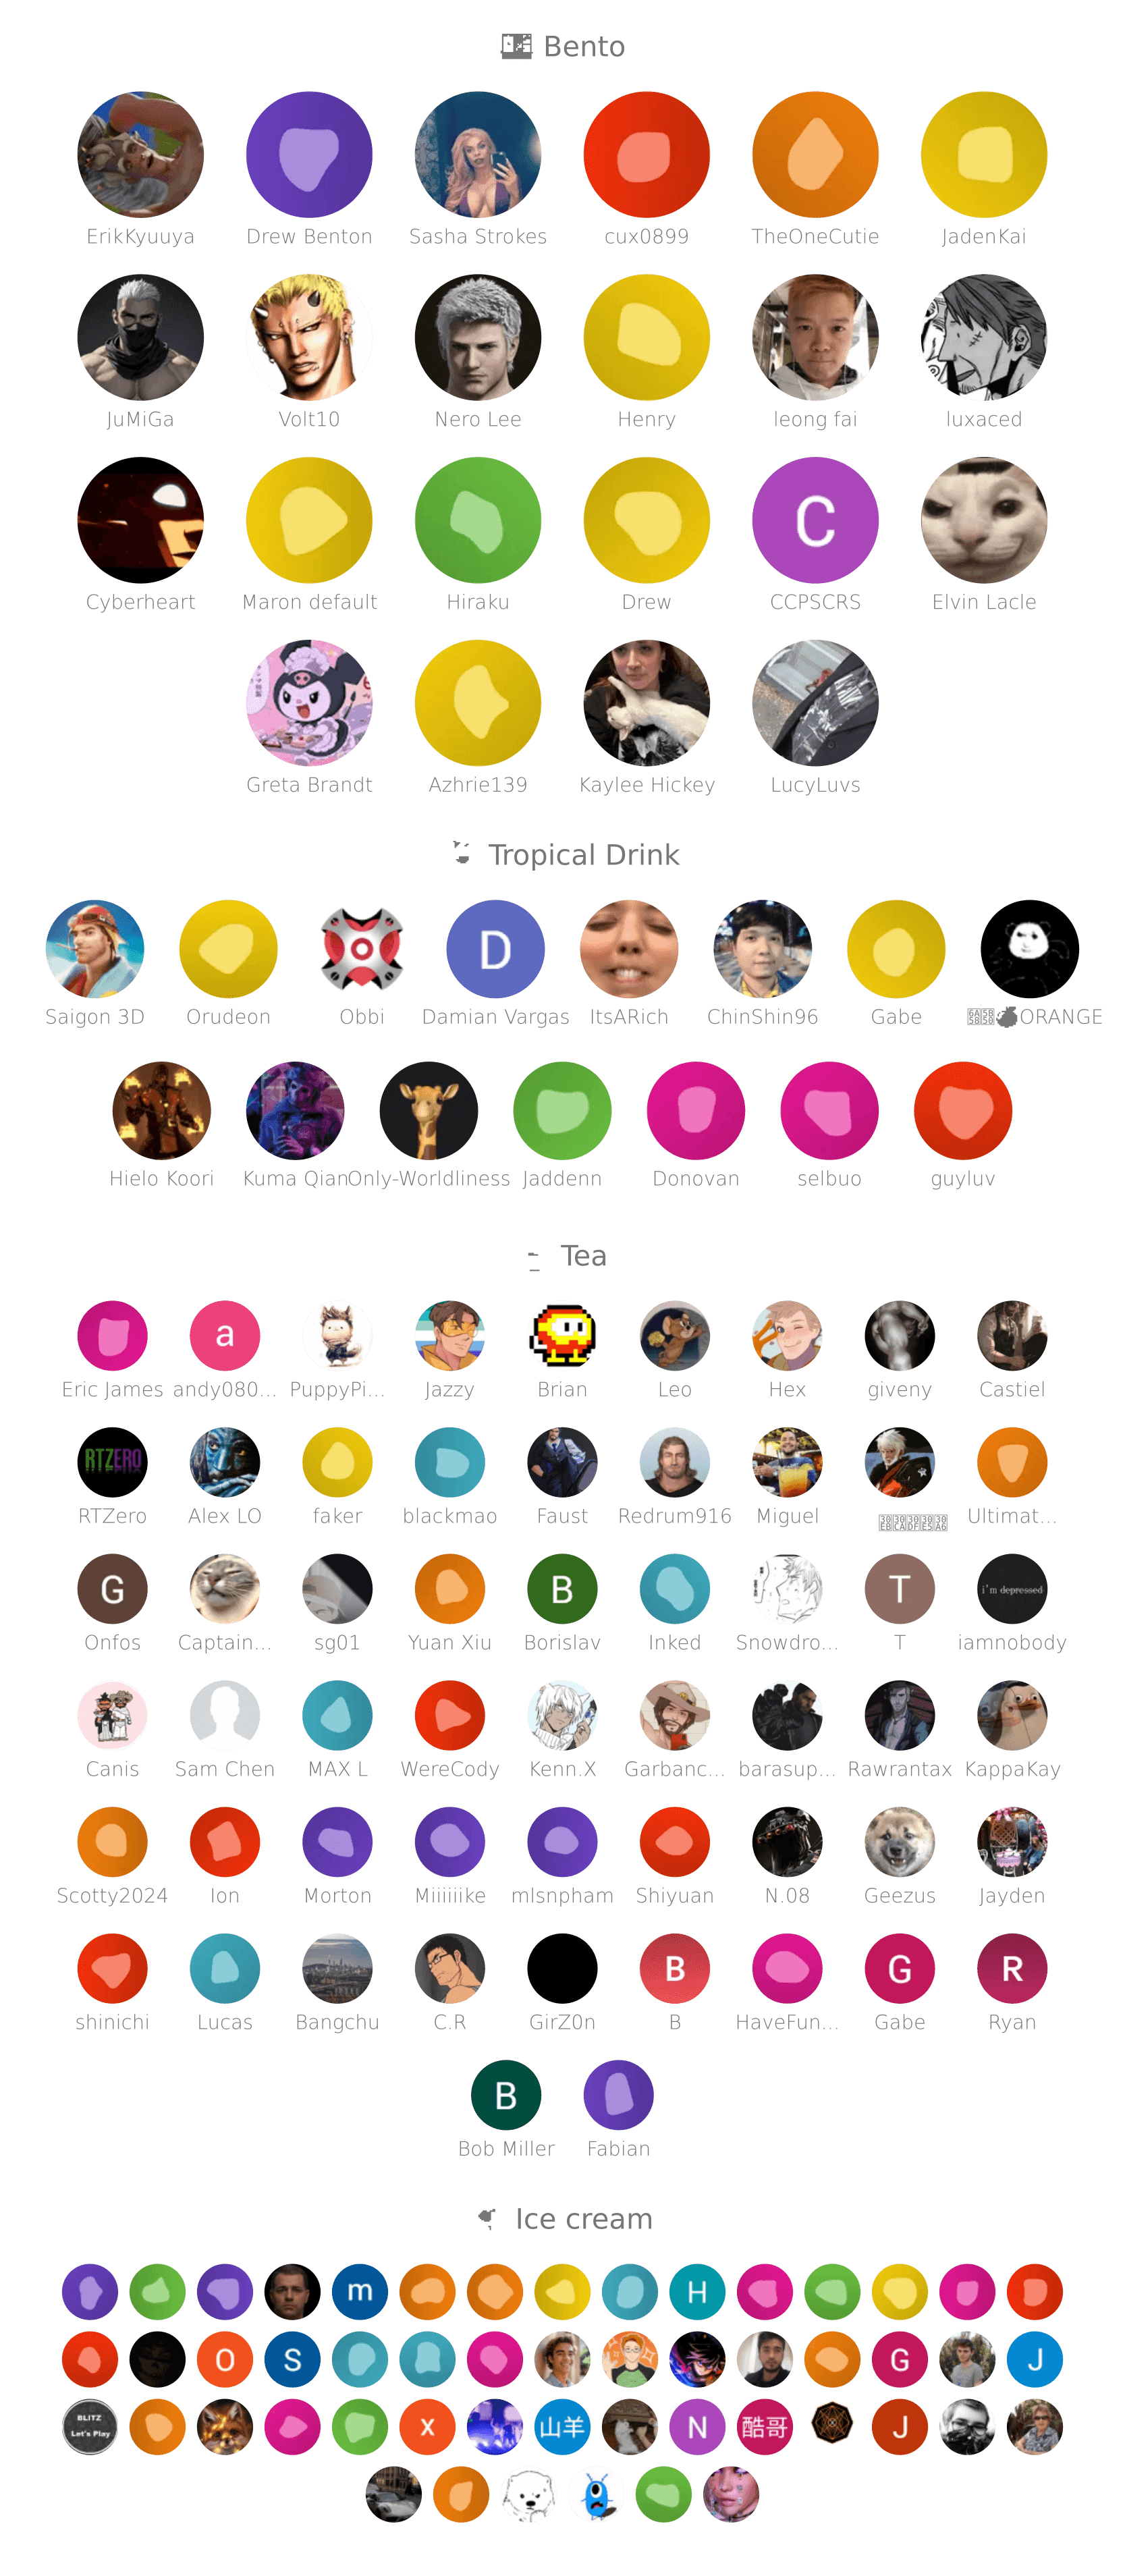 Bento
ErikKyuuya Drew Benton Sasha Strokes cux0899 TheOneCutie JadenKai
JuMiGa Volt10 Nero Lee Henry leong fai luxaced
C
Cyberheart Maron default Hiraku Drew CCPSCRS Elvin Lacle
Greta Brandt Azhrie139 Kaylee Hickey LucyLuvs
Tropical Drink
D
Saigon 3D Orudeon Obbi Damian Vargas ItsARich ChinShin96 Gabe ORANGE
Hielo Koori Kuma Qian Only-Worldliness Jaddenn Donovan selbuo guyluv
Tea
a
Eric James andy080... PuppyPi... Jazzy Brian Leo Hex giveny Castiel
RTZERO
RTZero Alex LO faker blackmao Faust Redrum916 Miguel Ultimat...
G B T i'm depressed
Onfos Captain... sg01 Yuan Xiu Borislav Inked Snowdro... T iamnobody
Canis Sam Chen MAX L WereCody Kenn.X Garbanc... barasup... Rawrantax KappaKay
Scotty2024 Ion Morton Miiiiiike mlsnpham Shiyuan N.08 Geezus Jayden
B G R
shinichi Lucas Bangchu C.R GirZ0n B HaveFun... Gabe Ryan
B
Bob Miller Fabian
Ice cream
m H
O S G J
BLITZ
Let's Play x 山羊 N 酷哥 J